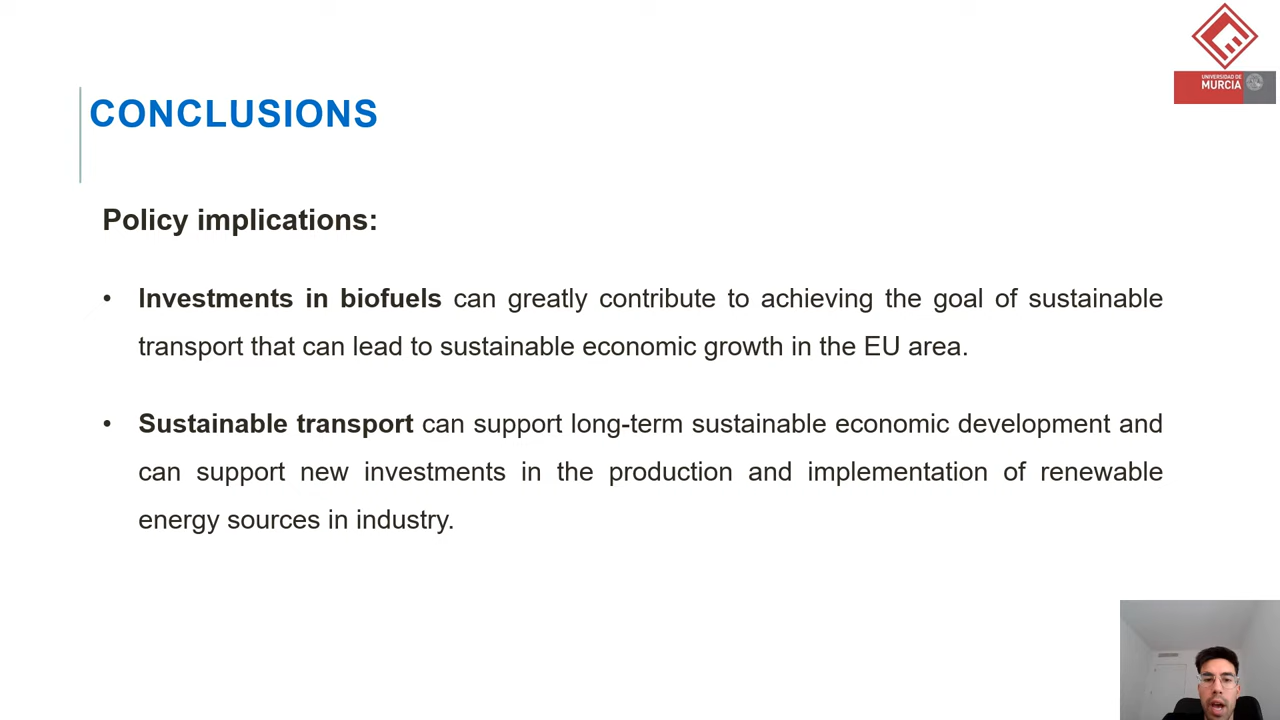 UNIVERSIDAD DE
MURCIA
CONCLUSIONS
Policy implications:
• Investments in biofuels can greatly contribute to achieving the goal of sustainable
transport that can lead to sustainable economic growth in the EU area.
• Sustainable transport can support long-term sustainable economic development and
can support new investments in the production and implementation of renewable
energy sources in industry.